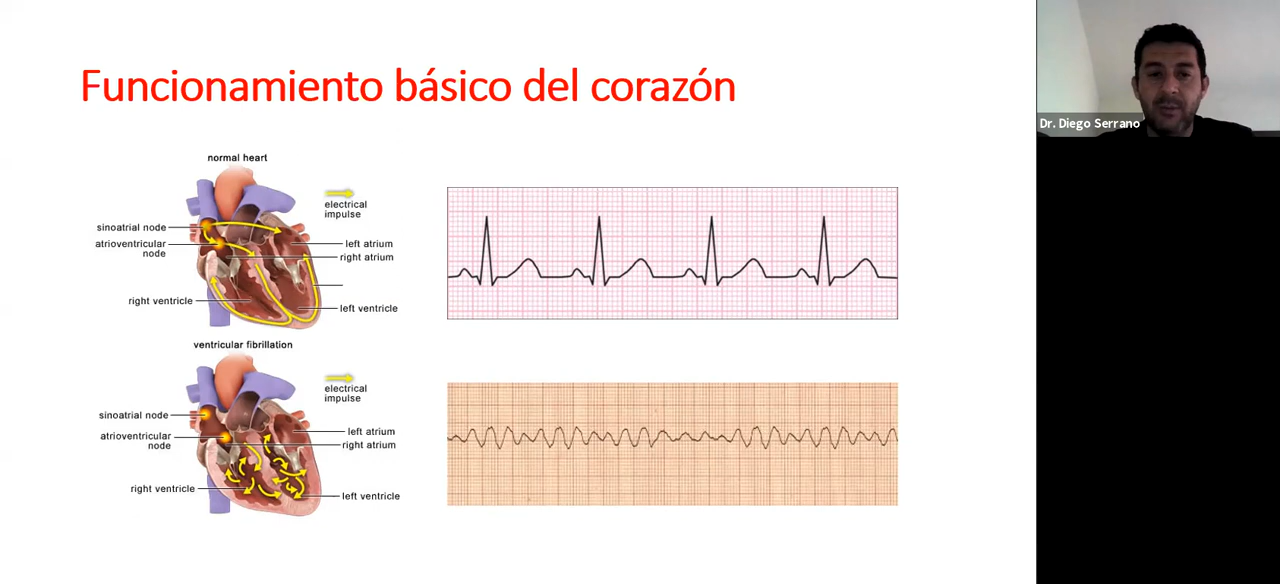 Funcionamiento básico del corazón
Dr. Diego Serrano
normal heart
electrical
impulse
sinoatrial node
atrioventricular
node
left atrium
right atrium
right ventricle
left ventricle
ventricular fibrillation
electrical
impulse
sinoatrial node
atrioventricular
node
left atrium
right atrium
right ventricle
left ventricle